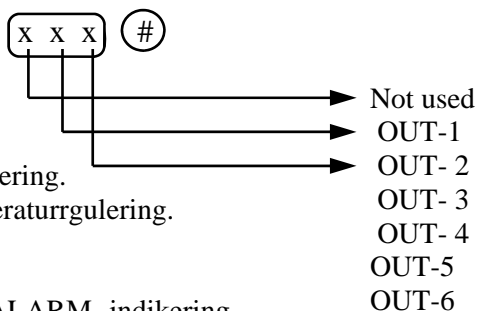 x x x #
Not used
OUT-1
ering. OUT- 2
eraturrgulering. OUT- 3
OUT- 4
OUT-5
ALARM indikering OUT-6